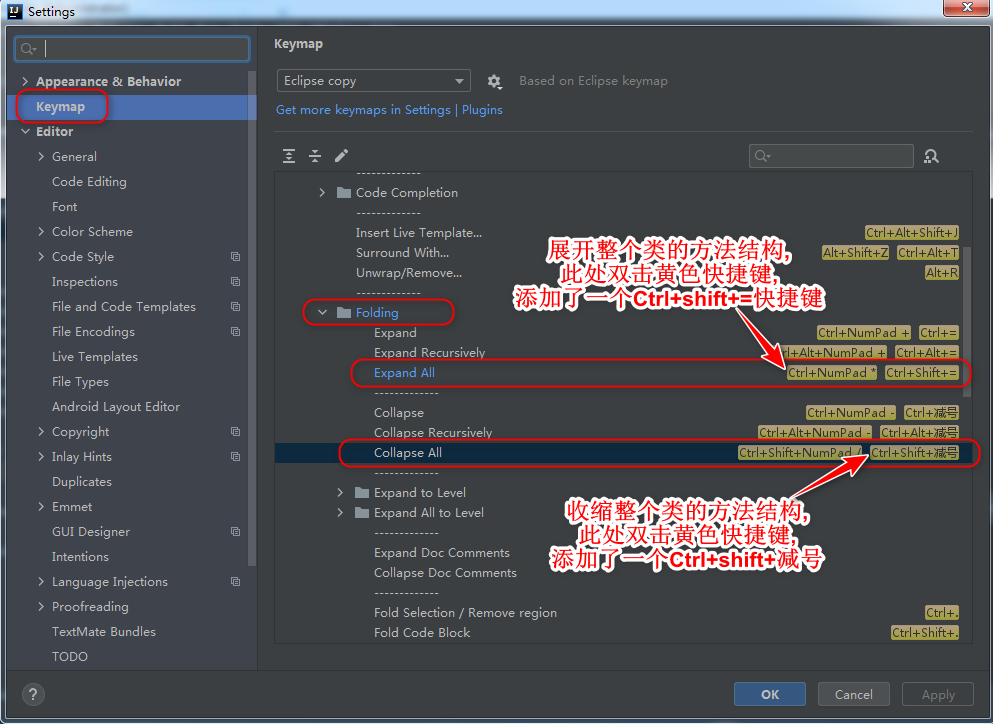 Settings
Keymap
Appearance & Behavior
Keymap
Editor
General
Code Editing
Font
Color Scheme
Code Style
Inspections
File and Code Templates
File Encodings
Live Templates
File Types
Android Layout Editor
Copyright
Inlay Hints
Duplicates
Emmet
GUI Designer
Intentions
Language Injections
Proofreading
TextMate Bundles
TODO
Eclipse copy
Based on Eclipse keymap
Get more keymaps in Settings | Plugins
-------------
Code Completion
-------------
Insert Live Template... Ctrl+Alt+Shift+J
Surround With... Alt+Shift+Z Ctrl+Alt+T
Unwrap/Remove... Alt+R
-------------
展开整个类的方法结构,
此处双击黄色快捷键,
添加了一个Ctrl+shift+=快捷键
Folding
Expand Ctrl+NumPad + Ctrl+=
Expand Recursively rl+Alt+NumPad + Ctrl+Alt+=
Expand All Ctrl+NumPad * Ctrl+Shift+=
-------------
Collapse Ctrl+NumPad - Ctrl+减号
Collapse Recursively Ctrl+Alt+NumPad - Ctrl+Alt+减号
Collapse All Ctrl+Shift+NumPad / Ctrl+Shift+减号
-------------
Expand to Level
Expand All to Level
-------------
收缩整个类的方法结构,
此处双击黄色快捷键,
添加了一个Ctrl+shift+减号
Expand Doc Comments
Collapse Doc Comments
-------------
Fold Selection / Remove region Ctrl+.
Fold Code Block Ctrl+Shift+.
?
OK
Cancel
Apply